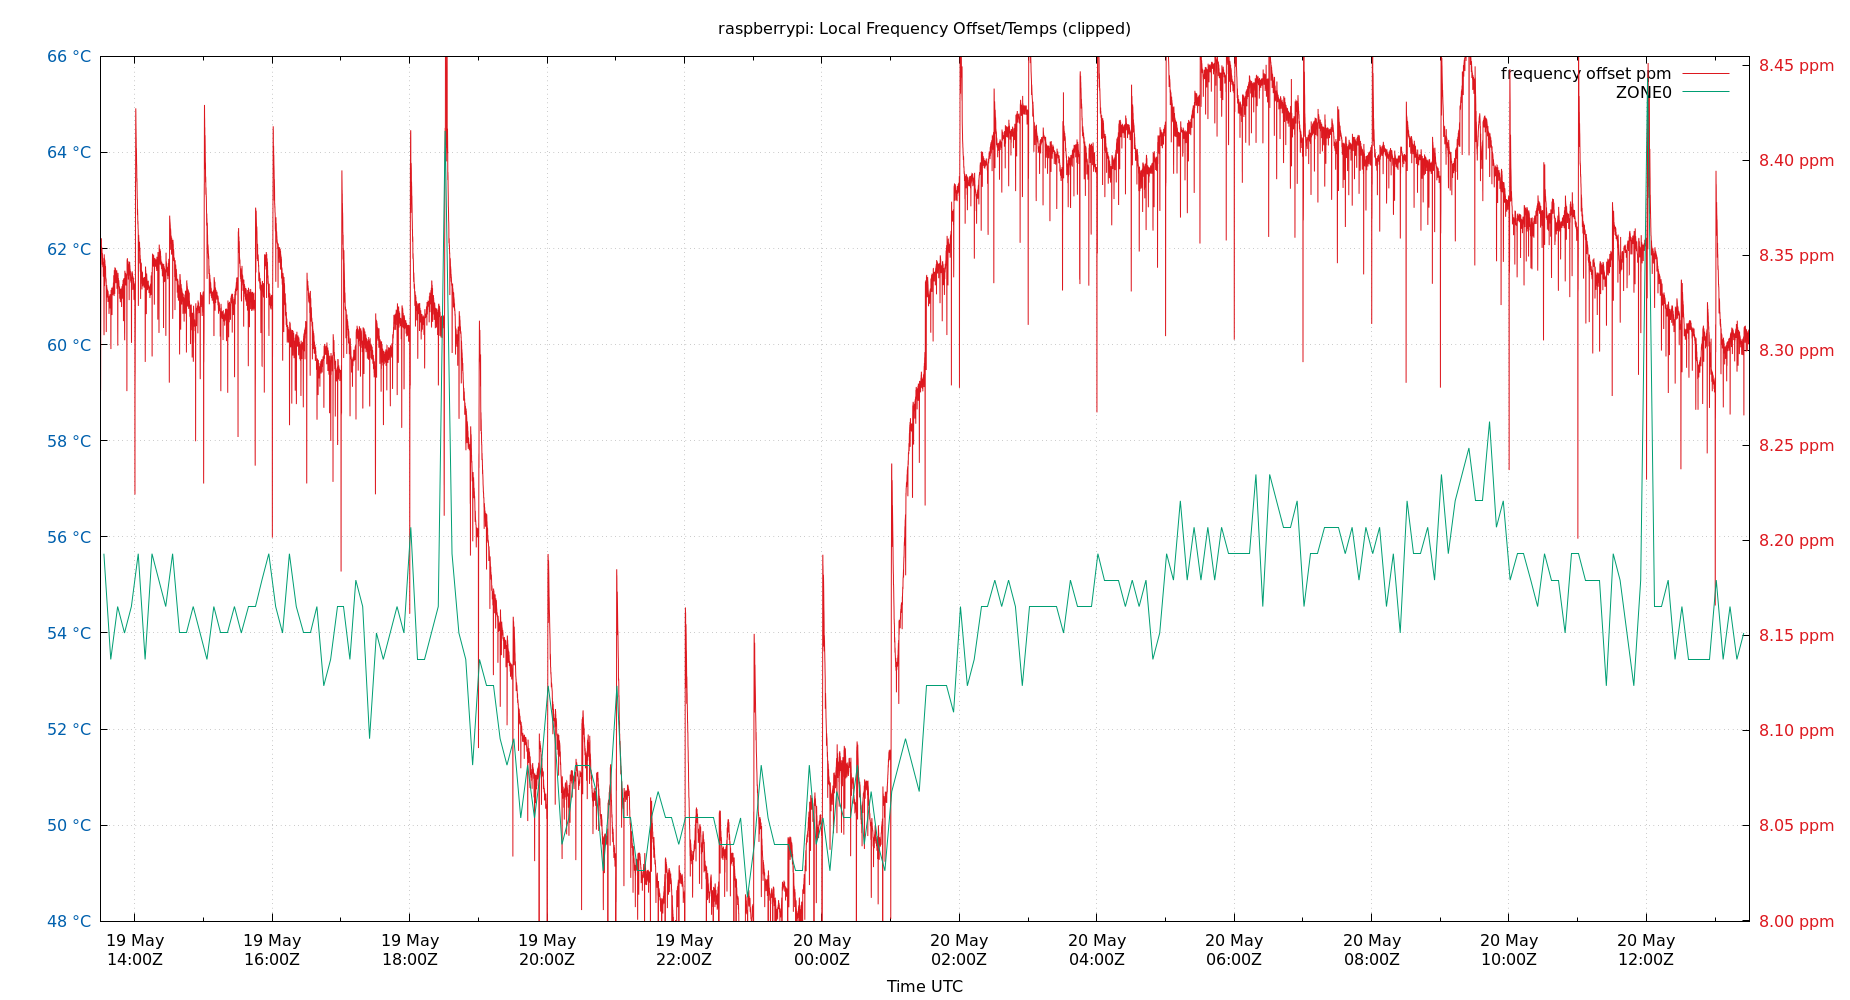 raspberrypi: Local Frequency Offset/Temps (clipped)
66 °C
64 °C
62 °C
60 °C
58 °C
56 °C
54 °C
52 °C
50 °C
48 °C
frequency offset ppm
ZONE0
8.45 ppm
8.40 ppm
8.35 ppm
8.30 ppm
8.25 ppm
8.20 ppm
8.15 ppm
8.10 ppm
8.05 ppm
8.00 ppm
19 May
14:00Z
19 May
16:00Z
19 May
18:00Z
19 May
20:00Z
19 May
22:00Z
20 May
00:00Z
20 May
02:00Z
20 May
04:00Z
20 May
06:00Z
20 May
08:00Z
20 May
10:00Z
20 May
12:00Z
Time UTC